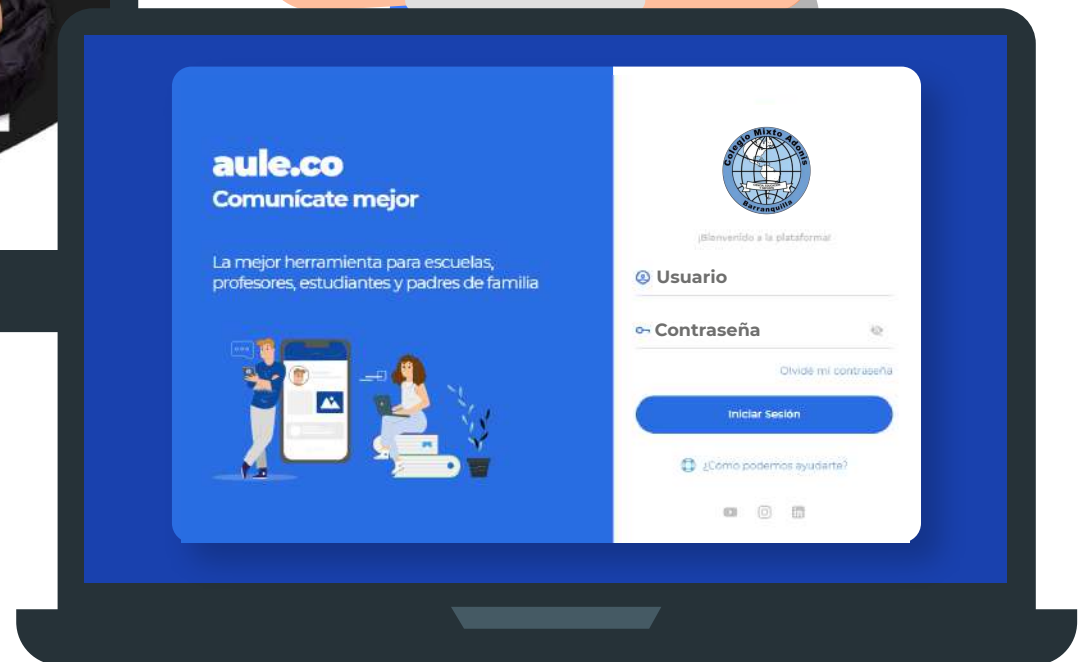 aule.co
Comunícate mejor
La mejor herramienta para escuelas,
profesores, estudiantes y padres de familia
Colegio Mixto Adonis
Barranquilla
¡Bienvenido a la plataforma!
Usuario
Contraseña
Olvidé mi contraseña
Iniciar Sesión
¿Cómo podemos ayudarte?